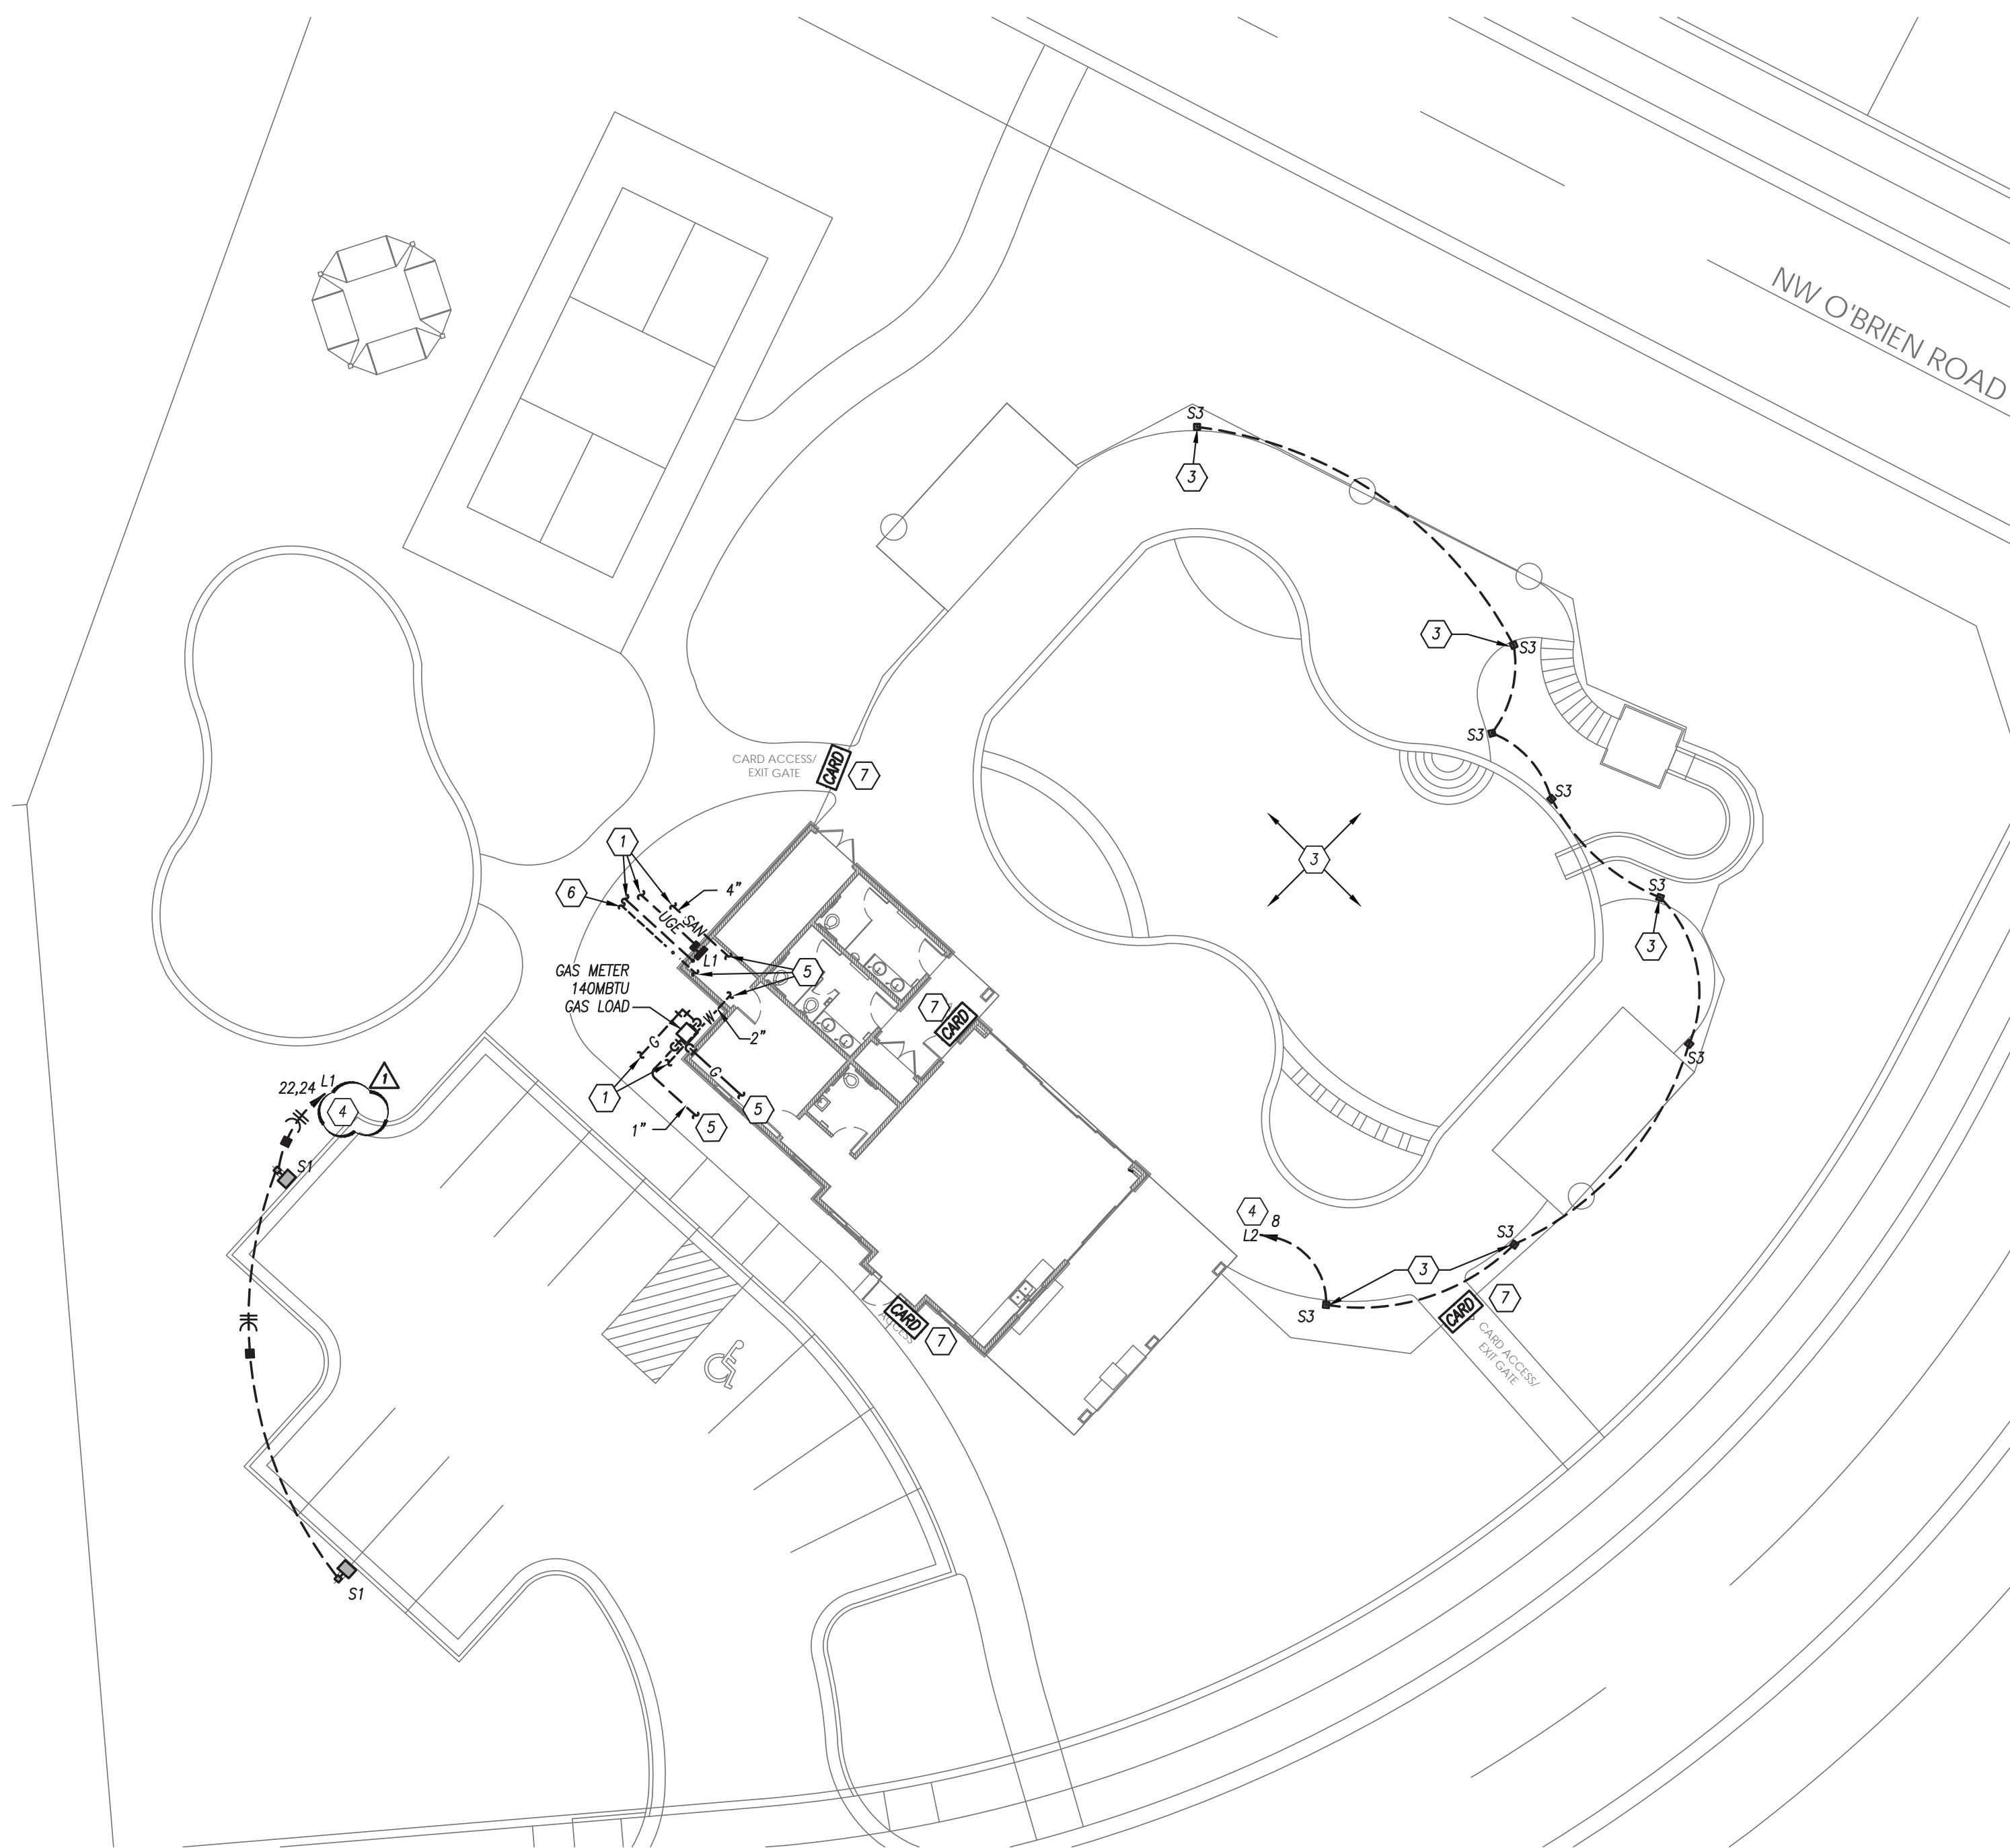 NW O'BRIEN ROAD
S3
3
3
S3
S3
S3
CARD ACCESS/
EXIT GATE
CARD
7
1
3
6
4"
S3
UGE
SAN
3
L1
5
GAS METER
140MBTU
GAS LOAD
7
CARD
W
2"
G
G
G
S3
L1
1
22,24
4
1
5
5
1"
S1
4
8
L2
S3
3
S3
CARD
7
CARD
7
ACCESS
CARD ACCESS/
EXIT GATE
S1